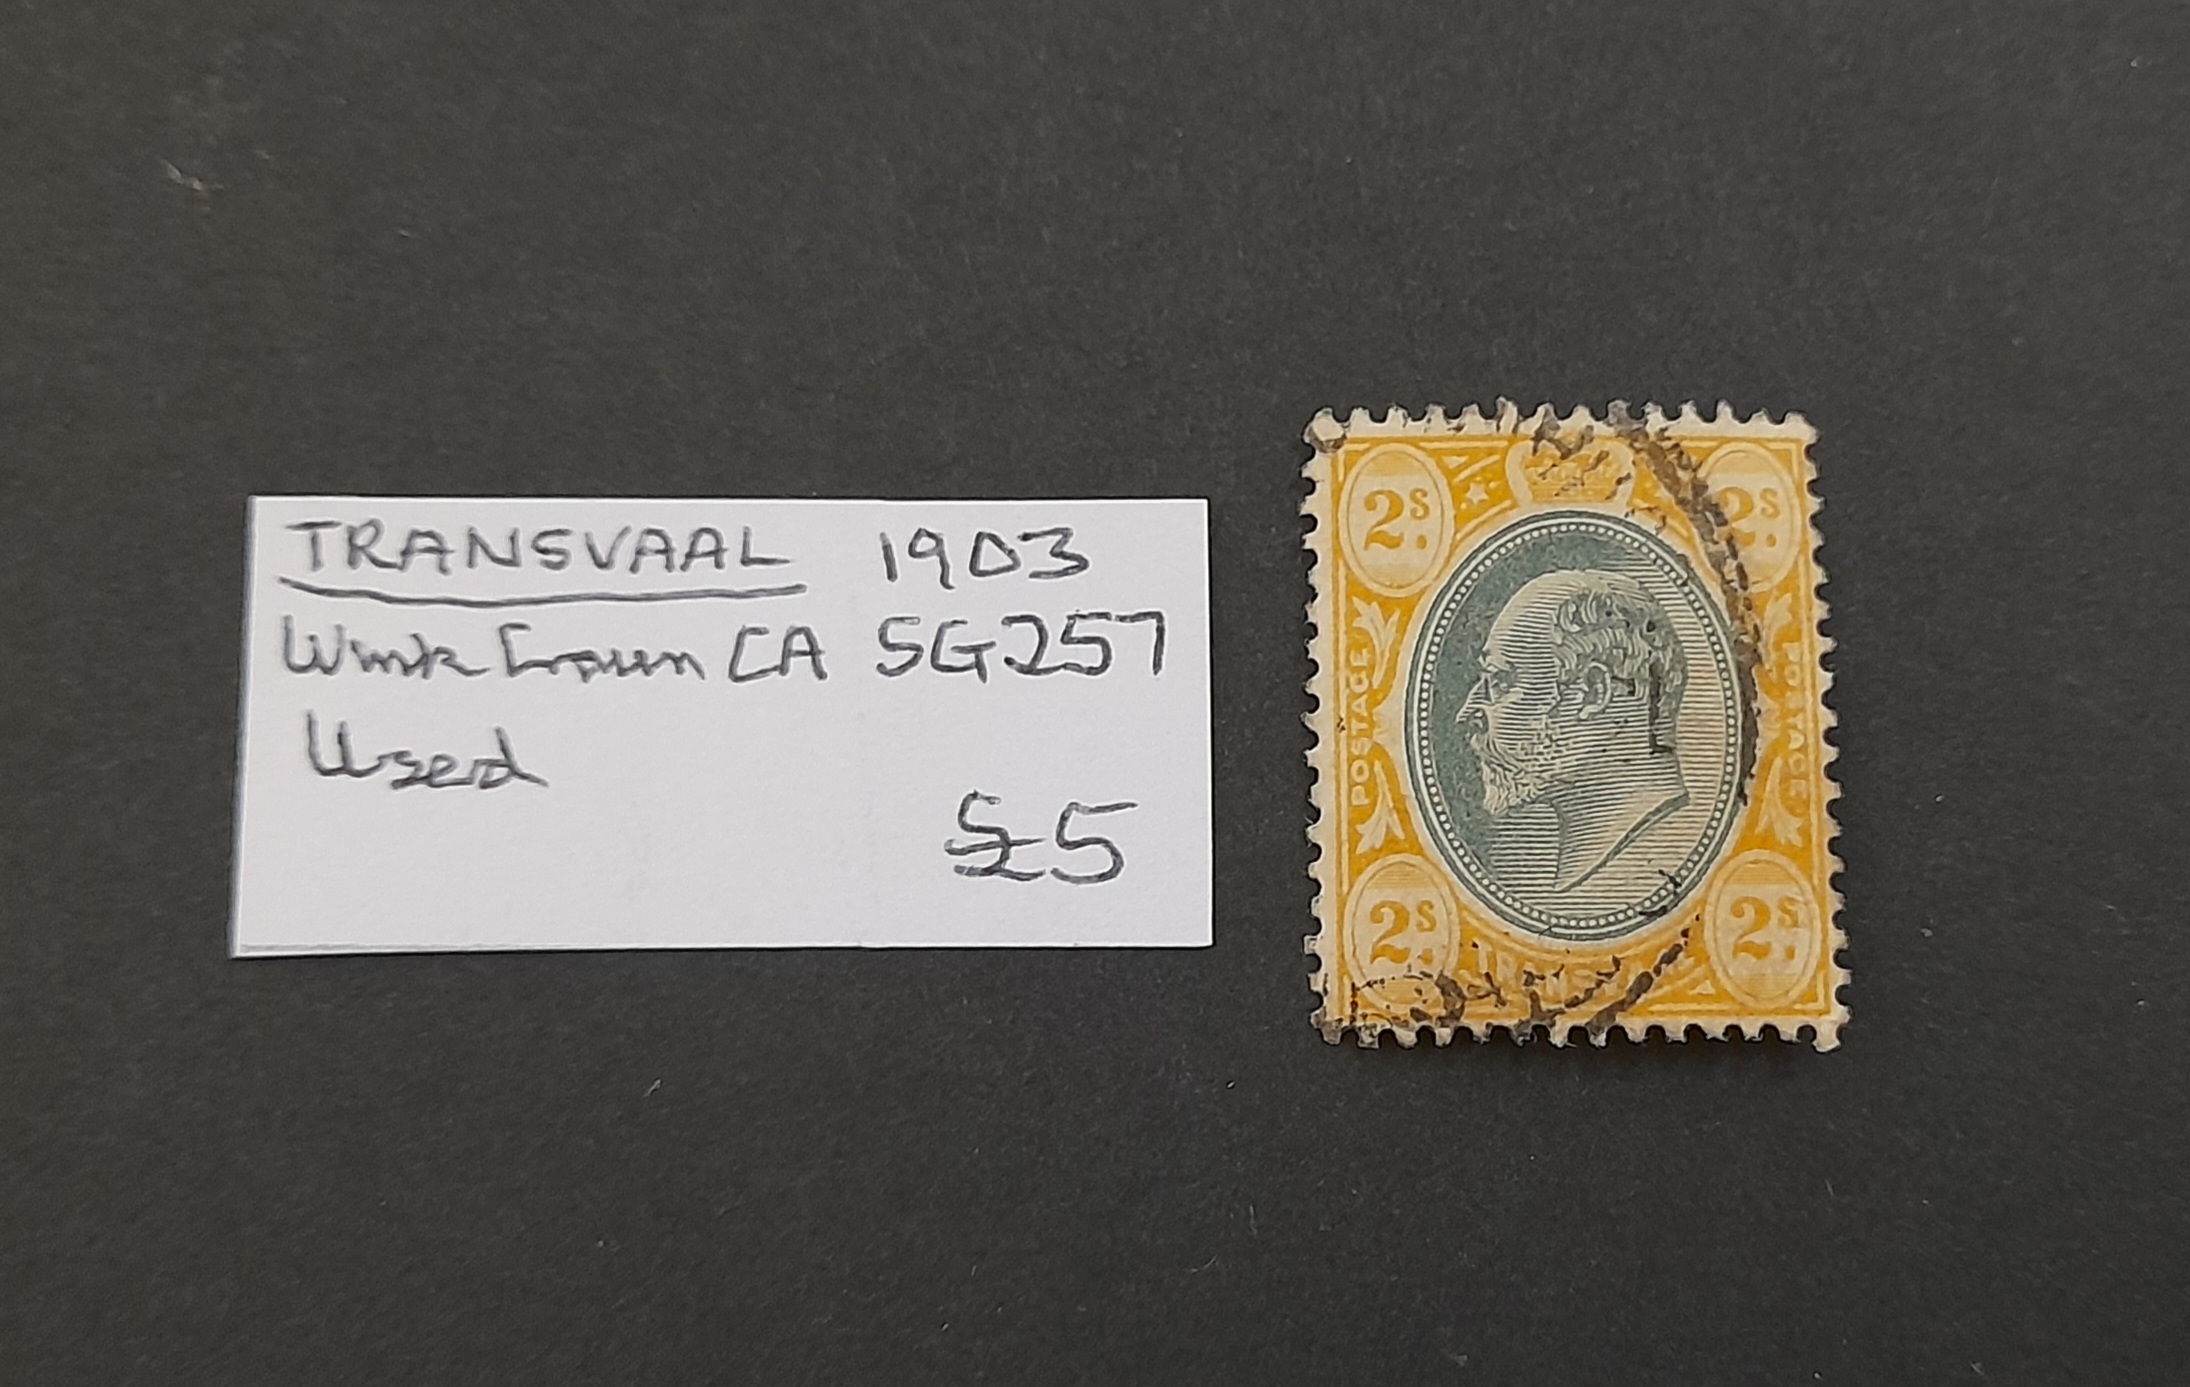 TRANSVAAL 1903
Wmk Crown CA SG257
Used
£5
2s. 2s.
POSTAGE POSTAGE
2s. 2s.